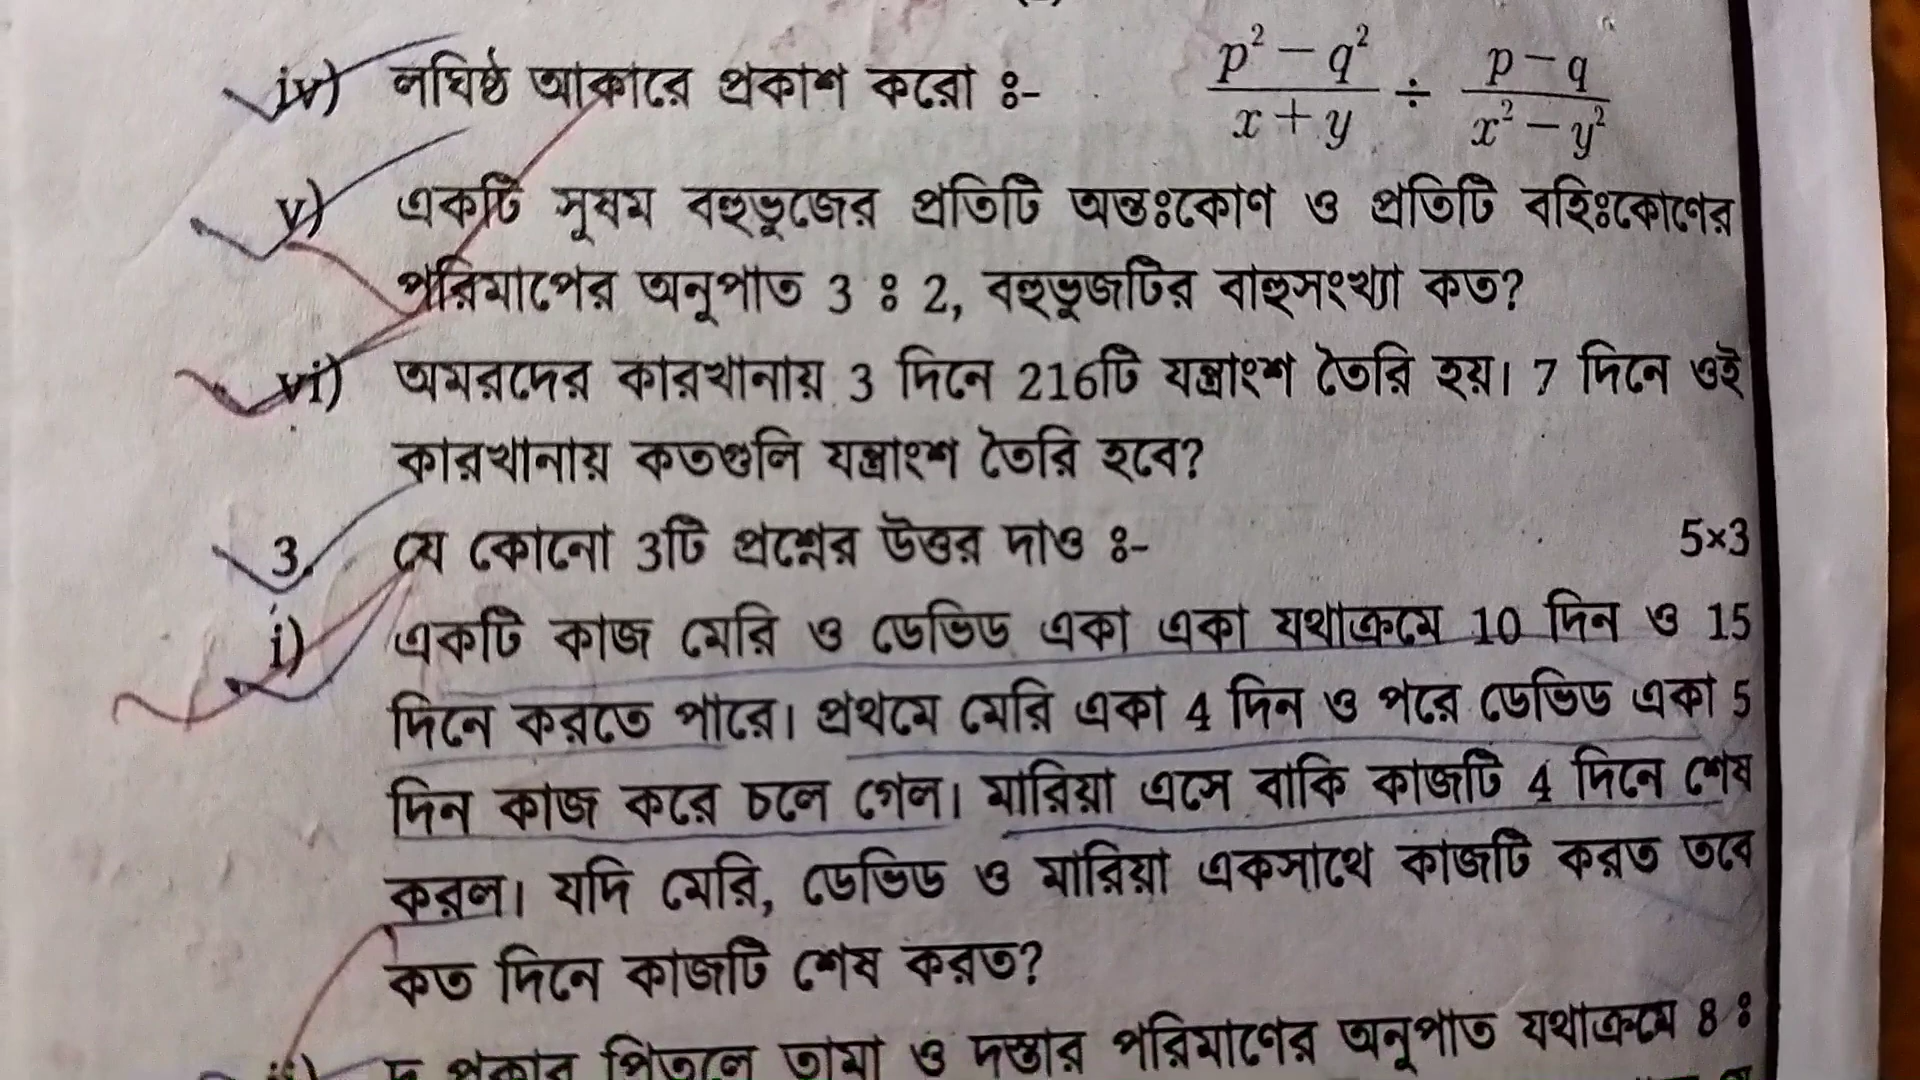 iv) লঘিষ্ঠ আকারে প্রকাশ করো ঃ- (p² − q²)/(x + y) ÷ (p − q)/(x² − y²)
v) একটি সুষম বহুভুজের প্রতিটি অন্তঃকোণ ও প্রতিটি বহিঃকোণের
পরিমাপের অনুপাত 3 ঃ 2, বহুভুজটির বাহুসংখ্যা কত?
vi) অমরদের কারখানায় 3 দিনে 216টি যন্ত্রাংশ তৈরি হয়। 7 দিনে ওই
কারখানায় কতগুলি যন্ত্রাংশ তৈরি হবে?
3. যে কোনো 3টি প্রশ্নের উত্তর দাও ঃ- 5×3
i) একটি কাজ মেরি ও ডেভিড একা একা যথাক্রমে 10 দিন ও 15
দিনে করতে পারে। প্রথমে মেরি একা 4 দিন ও পরে ডেভিড একা 5
দিন কাজ করে চলে গেল। মারিয়া এসে বাকি কাজটি 4 দিনে শেষ
করল। যদি মেরি, ডেভিড ও মারিয়া একসাথে কাজটি করত তবে
কত দিনে কাজটি শেষ করত?
ii) দু প্রকার পিতলে তামা ও দস্তার পরিমাণের অনুপাত যথাক্রমে 8 ঃ